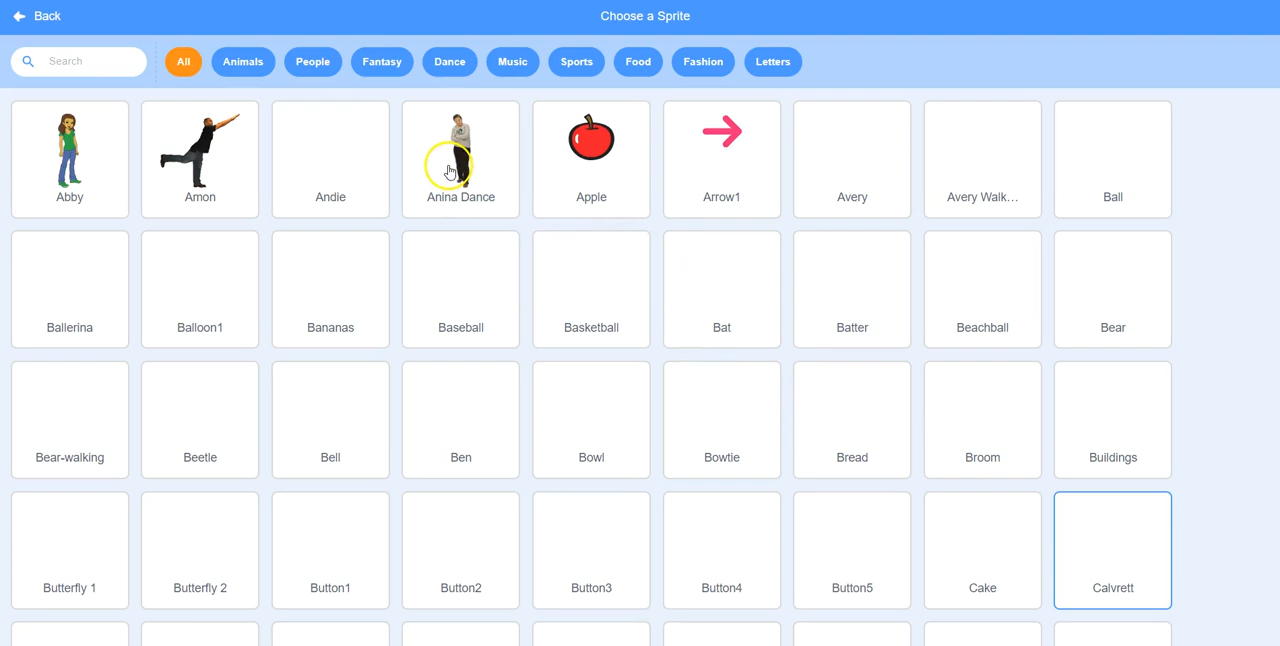 Back
Choose a Sprite
Search
All Animals People Fantasy Dance Music Sports Food Fashion Letters
Abby Amon Andie Anina Dance Apple Arrow1 Avery Avery Walk... Ball
Ballerina Balloon1 Bananas Baseball Basketball Bat Batter Beachball Bear
Bear-walking Beetle Bell Ben Bowl Bowtie Bread Broom Buildings
Butterfly 1 Butterfly 2 Button1 Button2 Button3 Button4 Button5 Cake Calvrett